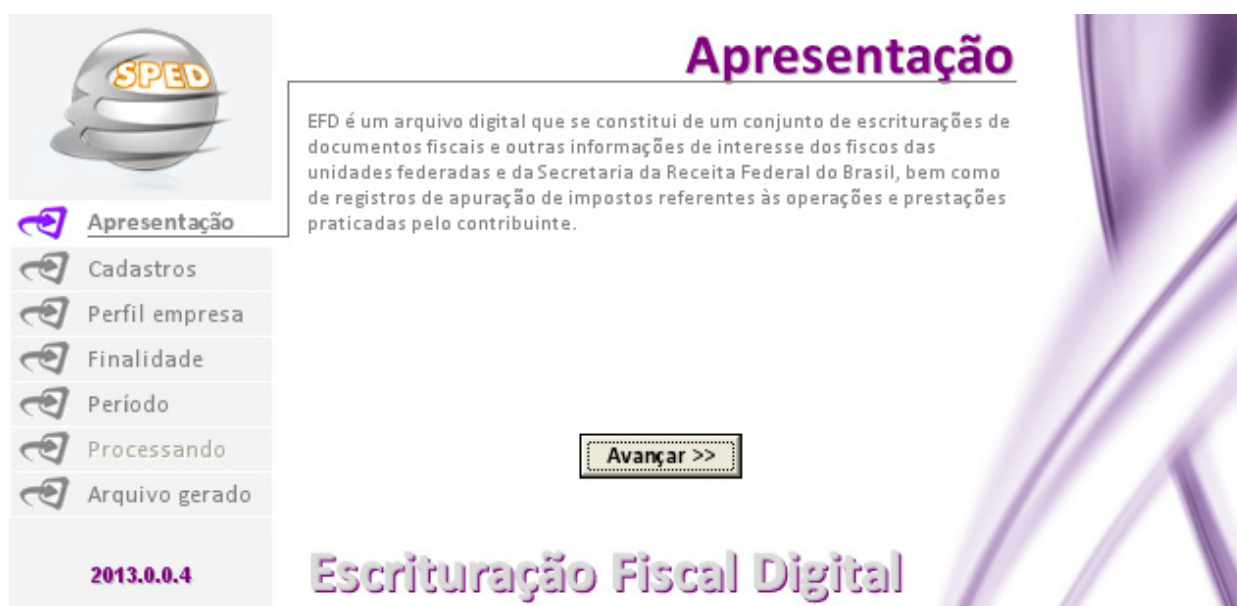 SPED
Apresentação
EFD é um arquivo digital que se constitui de um conjunto de escriturações de
documentos fiscais e outras informações de interesse dos fiscos das
unidades federadas e da Secretaria da Receita Federal do Brasil, bem como
de registros de apuração de impostos referentes às operações e prestações
praticadas pelo contribuinte.
Apresentação
Cadastros
Perfil empresa
Finalidade
Período
Processando
Arquivo gerado
Avançar >>
2013.0.0.4
Escrituração Fiscal Digital